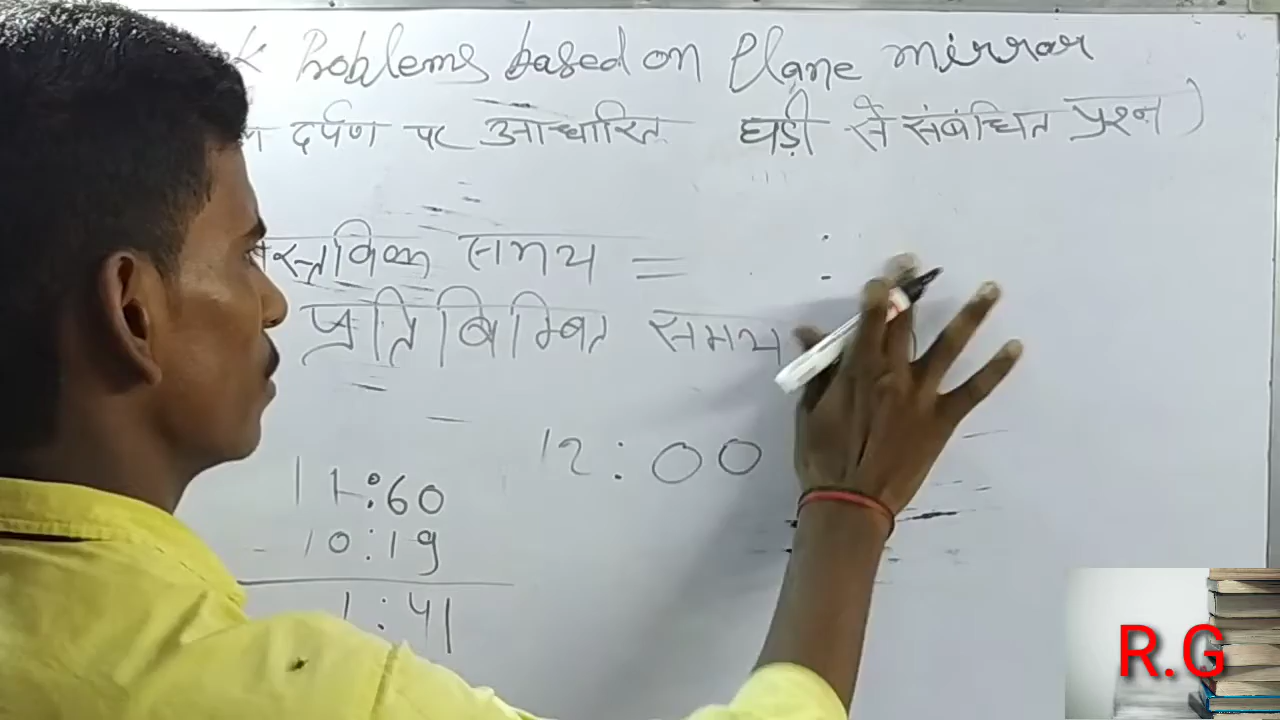 Problems based on Plane mirror
दर्पण पर आधारित घड़ी से संबंधित प्रश्न )
समय = :
प्रतिबिम्बित समय
12:00
11:60
- 10:19
1:41
R.G